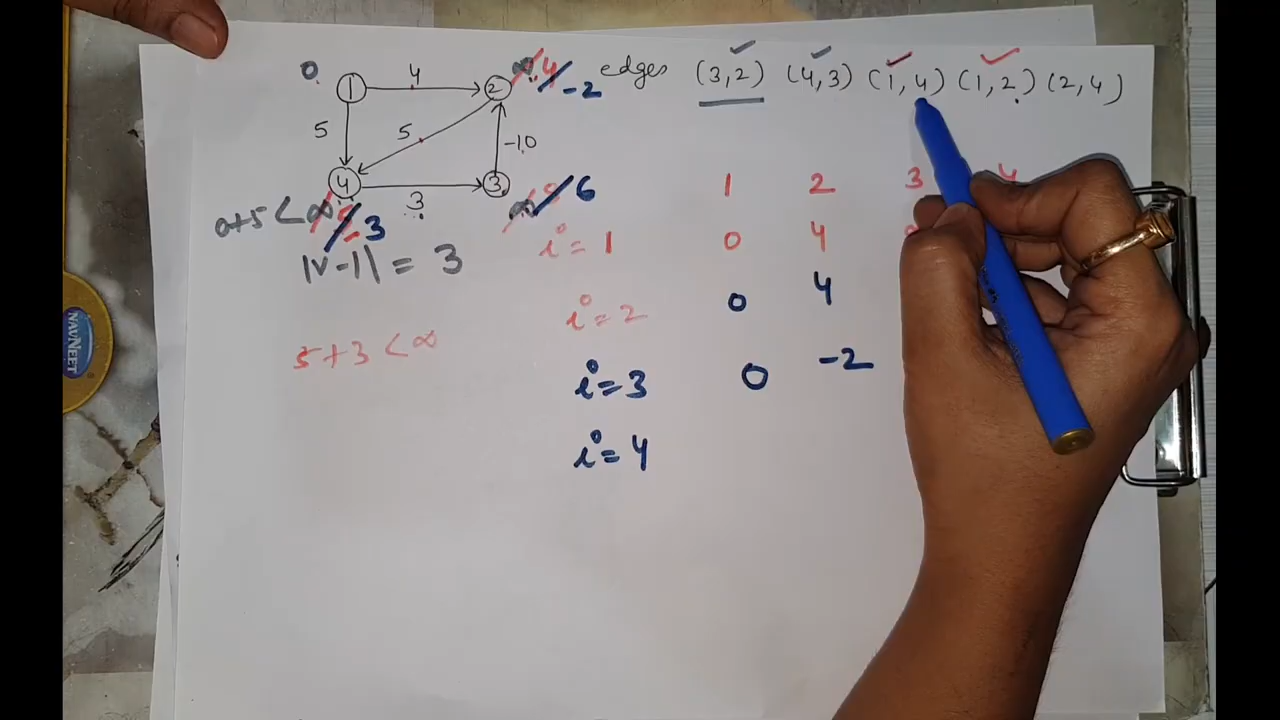 0 1 4 2 ∞ 4 -2 edges (3,2) (4,3) (1,4) (1,2) (2,4)
5 5 -10
4 3 3 ∞ 6 1 2 3 4
0+5 < ∞ 3 i = 1 0 4
|V-1| = 3
i = 2 0 4
5+3 < ∞
i = 3 0 -2
i = 4
NAVNEET